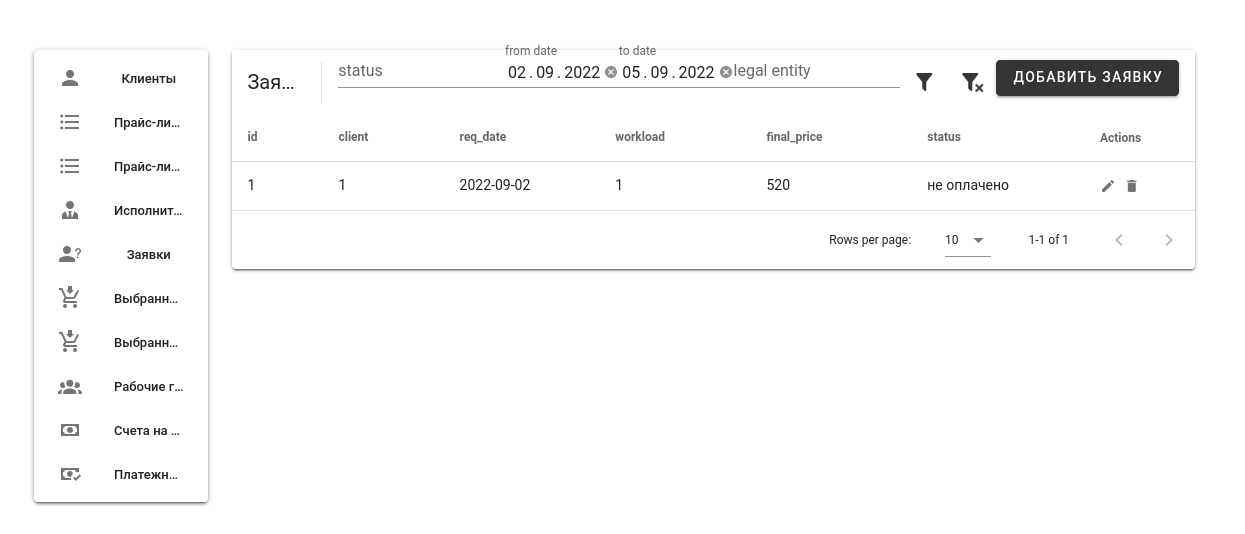 Клиенты
Прайс-ли...
Прайс-ли...
Исполнит...
Заявки
Выбранн...
Выбранн...
Рабочие г...
Счета на ...
Платежн...
from date to date
Зая... status 02.09.2022 05.09.2022 legal entity ДОБАВИТЬ ЗАЯВКУ
id client req_date workload final_price status Actions
1 1 2022-09-02 1 520 не оплачено
Rows per page: 10 1-1 of 1